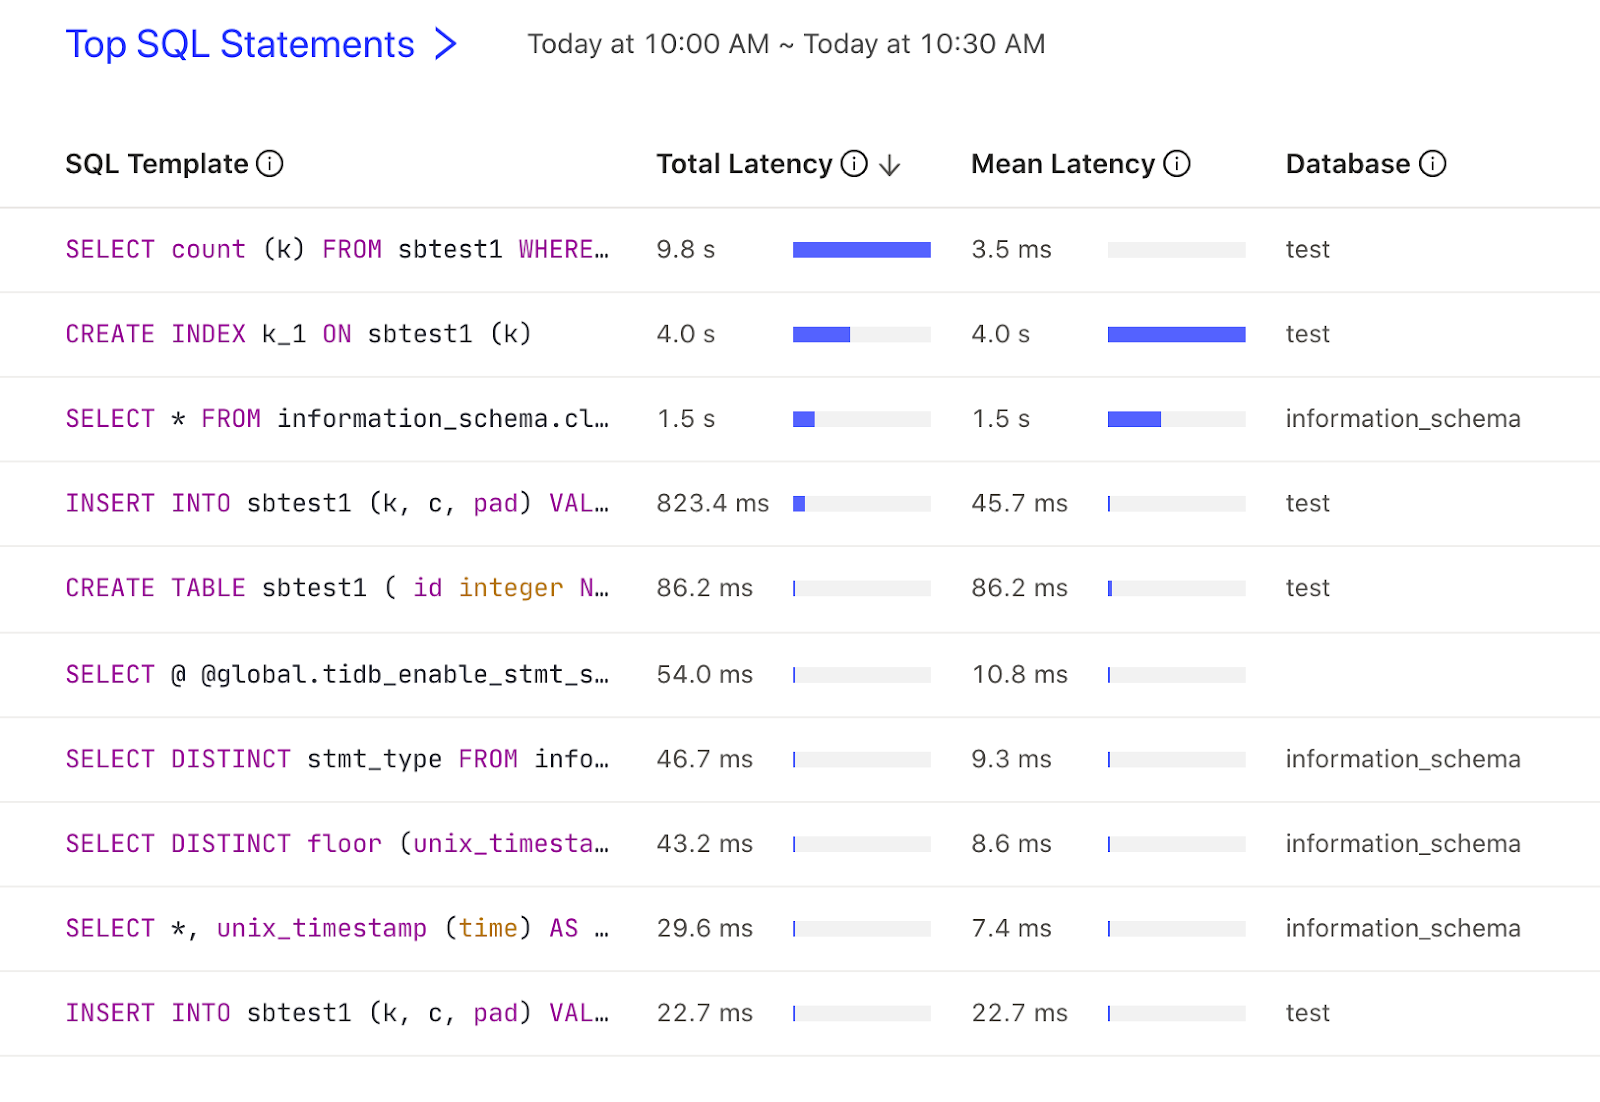 Top SQL Statements > Today at 10:00 AM ~ Today at 10:30 AM
SQL Template Total Latency Mean Latency Database
SELECT count (k) FROM sbtest1 WHERE… 9.8 s 3.5 ms test
CREATE INDEX k_1 ON sbtest1 (k) 4.0 s 4.0 s test
SELECT * FROM information_schema.cl… 1.5 s 1.5 s information_schema
INSERT INTO sbtest1 (k, c, pad) VAL… 823.4 ms 45.7 ms test
CREATE TABLE sbtest1 ( id integer N… 86.2 ms 86.2 ms test
SELECT @ @global.tidb_enable_stmt_s… 54.0 ms 10.8 ms
SELECT DISTINCT stmt_type FROM info… 46.7 ms 9.3 ms information_schema
SELECT DISTINCT floor (unix_timesta… 43.2 ms 8.6 ms information_schema
SELECT *, unix_timestamp (time) AS … 29.6 ms 7.4 ms information_schema
INSERT INTO sbtest1 (k, c, pad) VAL… 22.7 ms 22.7 ms test